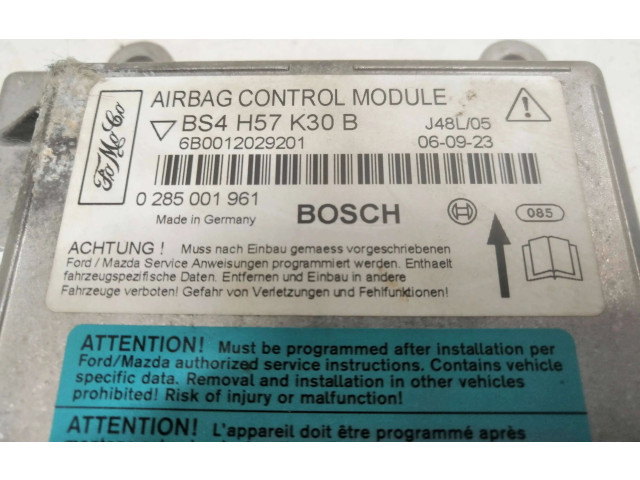 FoMoCo
AIRBAG CONTROL MODULE
BS4 H57 K30 B
J48L/05
6B0012029201
06-09-23
0 285 001 961
Made in Germany
BOSCH
085
ACHTUNG ! Muss nach Einbau gemaess vorgeschriebenen
Ford / Mazda Service Anweisungen programmiert werden. Enthaelt
fahrzeugspezifische Daten. Entfernen und Einbau in andere
Fahrzeuge verboten! Gefahr von Verletzungen und Fehlfunktionen!
ATTENTION! Must be programmed after installation per
Ford/Mazda authorized service instructions. Contains vehicle
specific data. Removal and installation in other vehicles
prohibited! Risk of injury or malfunction!
ATTENTION! L'appareil doit être programmé après